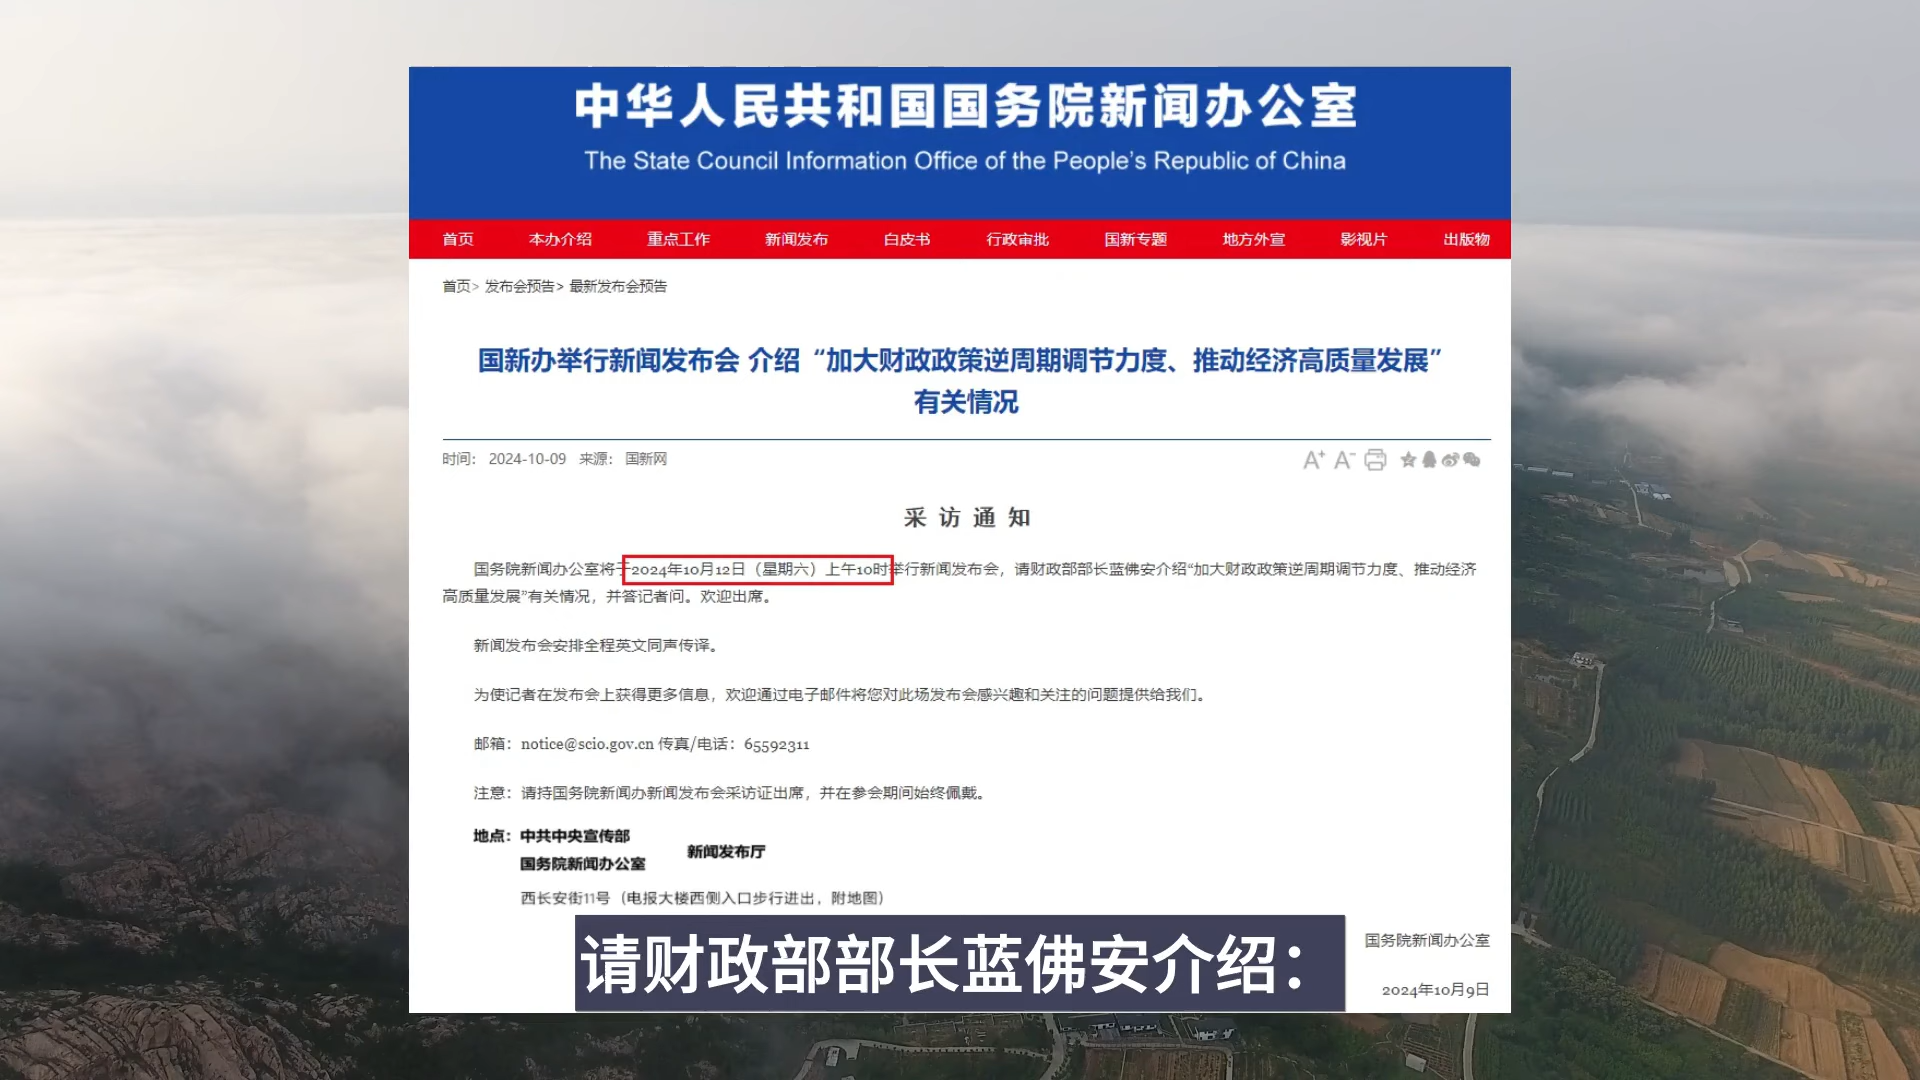 中华人民共和国国务院新闻办公室
The State Council Information Office of the People's Republic of China
首页 本办介绍 重点工作 新闻发布 白皮书 行政审批 国新专题 地方外宣 影视片 出版物
首页> 发布会预告> 最新发布会预告
国新办举行新闻发布会 介绍“加大财政政策逆周期调节力度、推动经济高质量发展”
有关情况
时间： 2024-10-09 来源： 国新网
A+ A-
采 访 通 知
国务院新闻办公室将于2024年10月12日（星期六）上午10时举行新闻发布会，请财政部部长蓝佛安介绍“加大财政政策逆周期调节力度、推动经济
高质量发展”有关情况，并答记者问。欢迎出席。
新闻发布会安排全程英文同声传译。
为使记者在发布会上获得更多信息，欢迎通过电子邮件将您对此场发布会感兴趣和关注的问题提供给我们。
邮箱：notice@scio.gov.cn 传真/电话：65592311
注意：请持国务院新闻办新闻发布会采访证出席，并在参会期间始终佩戴。
地点：中共中央宣传部
国务院新闻办公室 新闻发布厅
西长安街11号（电报大楼西侧入口步行进出，附地图）
国务院新闻办公室
2024年10月9日
请财政部部长蓝佛安介绍：